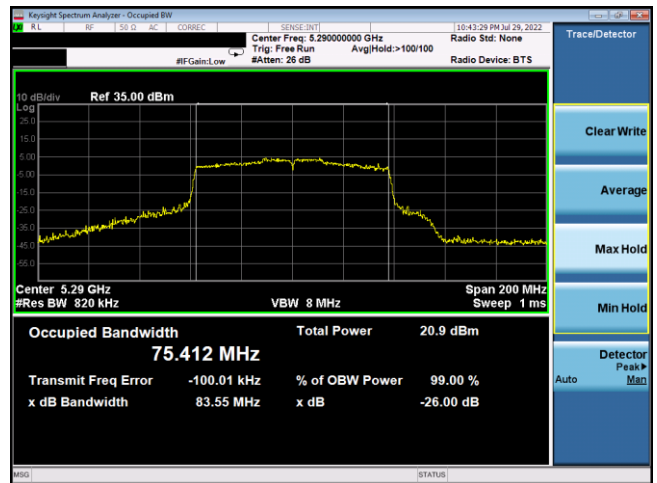 Keysight Spectrum Analyzer - Occupied BW
RL RF 50 Ω AC CORREC SENSE:INT 10:43:29 PM Jul 29, 2022
Center Freq: 5.290000000 GHz Radio Std: None
Trig: Free Run Avg|Hold:>100/100
#IFGain:Low #Atten: 26 dB Radio Device: BTS
Trace/Detector
10 dB/div Ref 35.00 dBm
Log
25.0
15.0
5.00
-5.00
-15.0
-25.0
-35.0
-45.0
-55.0
Center 5.29 GHz Span 200 MHz
#Res BW 820 kHz VBW 8 MHz Sweep 1 ms
Occupied Bandwidth Total Power 20.9 dBm
75.412 MHz
Transmit Freq Error -100.01 kHz % of OBW Power 99.00 %
x dB Bandwidth 83.55 MHz x dB -26.00 dB
Clear Write
Average
Max Hold
Min Hold
Detector
Peak▶
Auto Man
MSG STATUS